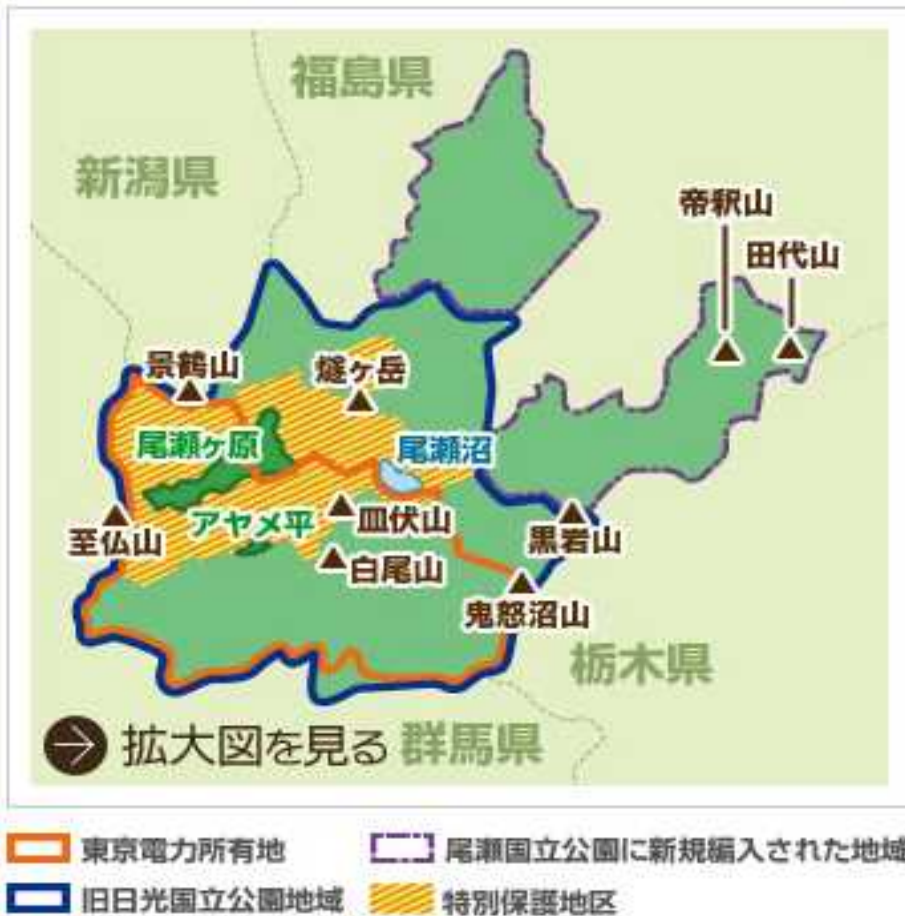 福島県
新潟県
帝釈山
田代山
景鶴山
燧ヶ岳
尾瀬ヶ原
尾瀬沼
アヤメ平
皿伏山
至仏山
白尾山
黒岩山
鬼怒沼山
栃木県
拡大図を見る
群馬県
東京電力所有地
尾瀬国立公園に新規編入された地域
旧日光国立公園地域
特別保護地区